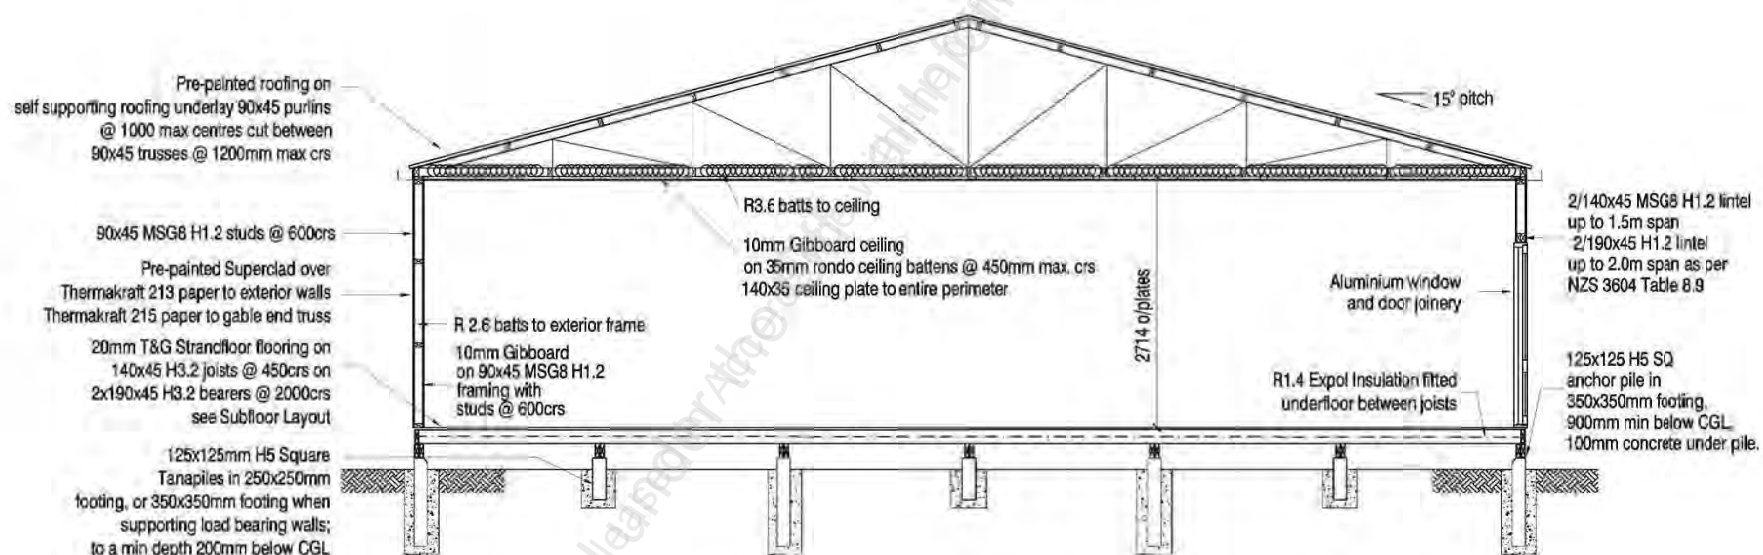 Pre-painted roofing on
self supporting roofing underlay 90x45 purlins
@ 1000 max centres cut between
90x45 trusses @ 1200mm max crs
15° pitch
90x45 MSG8 H1.2 studs @ 600crs
Pre-painted Superclad over
Thermakraft 213 paper to exterior walls
Thermakraft 215 paper to gable end truss
20mm T&G Strandfloor flooring on
140x45 H3.2 joists @ 450crs on
2x190x45 H3.2 bearers @ 2000crs
see Subfloor Layout
125x125mm H5 Square
Tanapiles in 250x250mm
footing, or 350x350mm footing when
supporting load bearing walls;
to a min depth 200mm below CGL
R3.6 batts to ceiling
10mm Gibboard ceiling
on 35mm rondo ceiling battens @ 450mm max. crs
140x35 ceiling plate to entire perimeter
R 2.6 batts to exterior frame
10mm Gibboard
on 90x45 MSG8 H1.2
framing with
studs @ 600crs
2714 o/plates
Aluminium window
and door joinery
R1.4 Expol Insulation fitted
underfloor between joists
2/140x45 MSG8 H1.2 lintel
up to 1.5m span
2/190x45 H1.2 lintel
up to 2.0m span as per
NZS 3604 Table 8.9
125x125 H5 SQ
anchor pile in
350x350mm footing,
900mm min below CGL,
100mm concrete under pile.